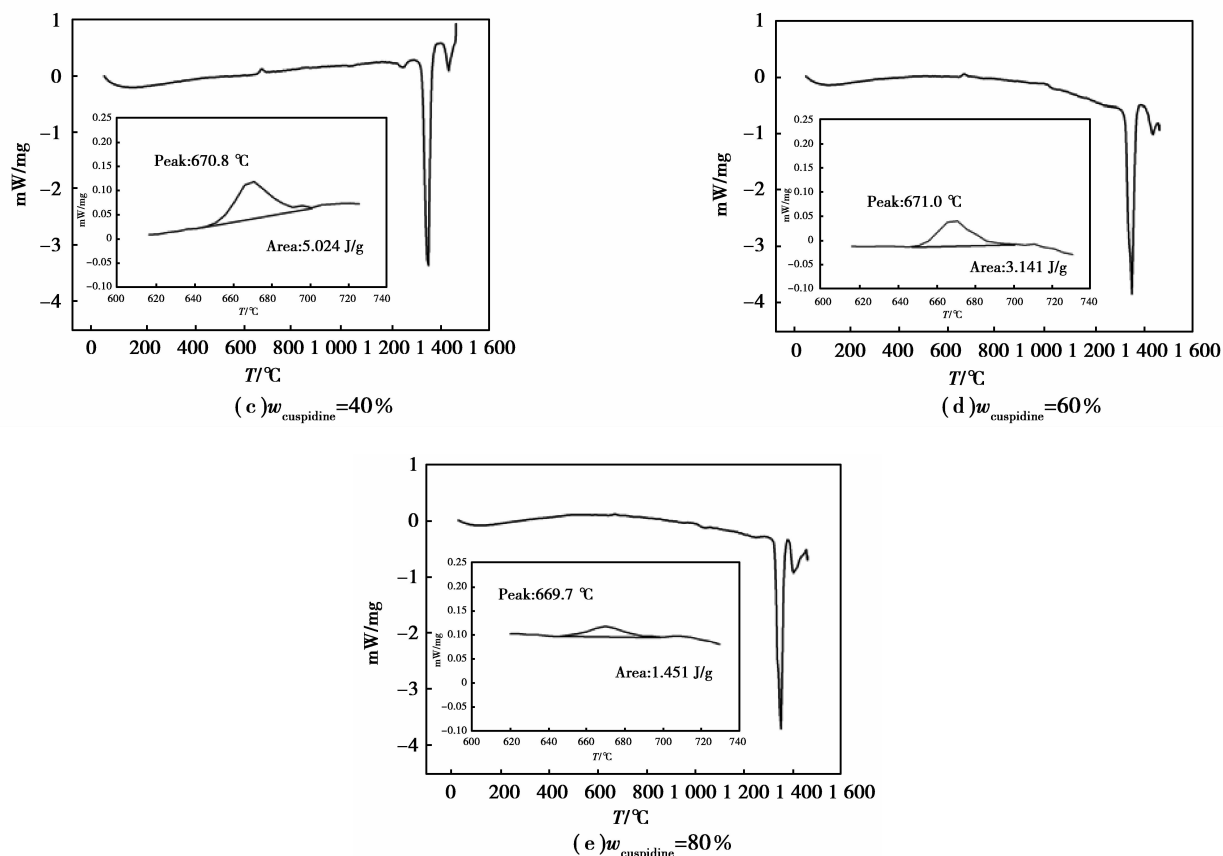 1
0
−1
−2
−3
−4
mW/mg
0.25
0.20
0.15
0.10
0.05
0
−0.05
−0.10
mW/mg
Peak:670.8 ℃
Area:5.024 J/g
600 620 640 660 680 700 720 740
T/℃
0 200 400 600 800 1 000 1 200 1 400 1 600
T/℃
(c)w cuspidine=40%
1
0
−1
−2
−3
−4
mW/mg
0.25
0.20
0.15
0.10
0.05
0
−0.05
−0.10
mW/mg
Peak:671.0 ℃
Area:3.141 J/g
600 620 640 660 680 700 720 740
T/℃
0 200 400 600 800 1 000 1 200 1 400 1 600
T/℃
(d)w cuspidine=60%
1
0
−1
−2
−3
−4
mW/mg
0.25
0.20
0.15
0.10
0.05
0
−0.05
−0.10
mW/mg
Peak:669.7 ℃
Area:1.451 J/g
600 620 640 660 680 700 720 740
T/℃
0 200 400 600 800 1 000 1 200 1 400 1 600
T/℃
(e)w cuspidine=80%